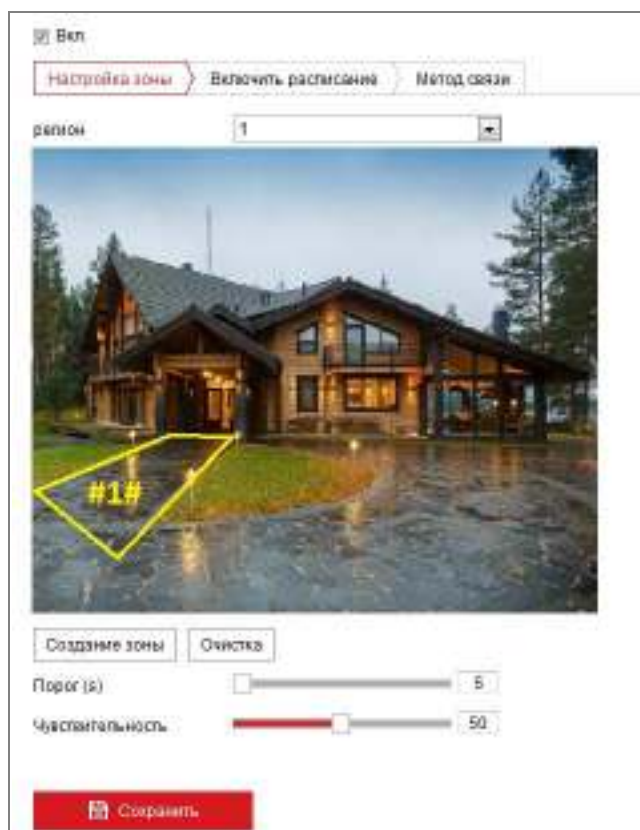 Вкл
Настройка зоны Включить расписание Метод связи
регион 1
#1#
Создание зоны Очистка
Порог (s) 5
Чувствительность 50
Сохранить